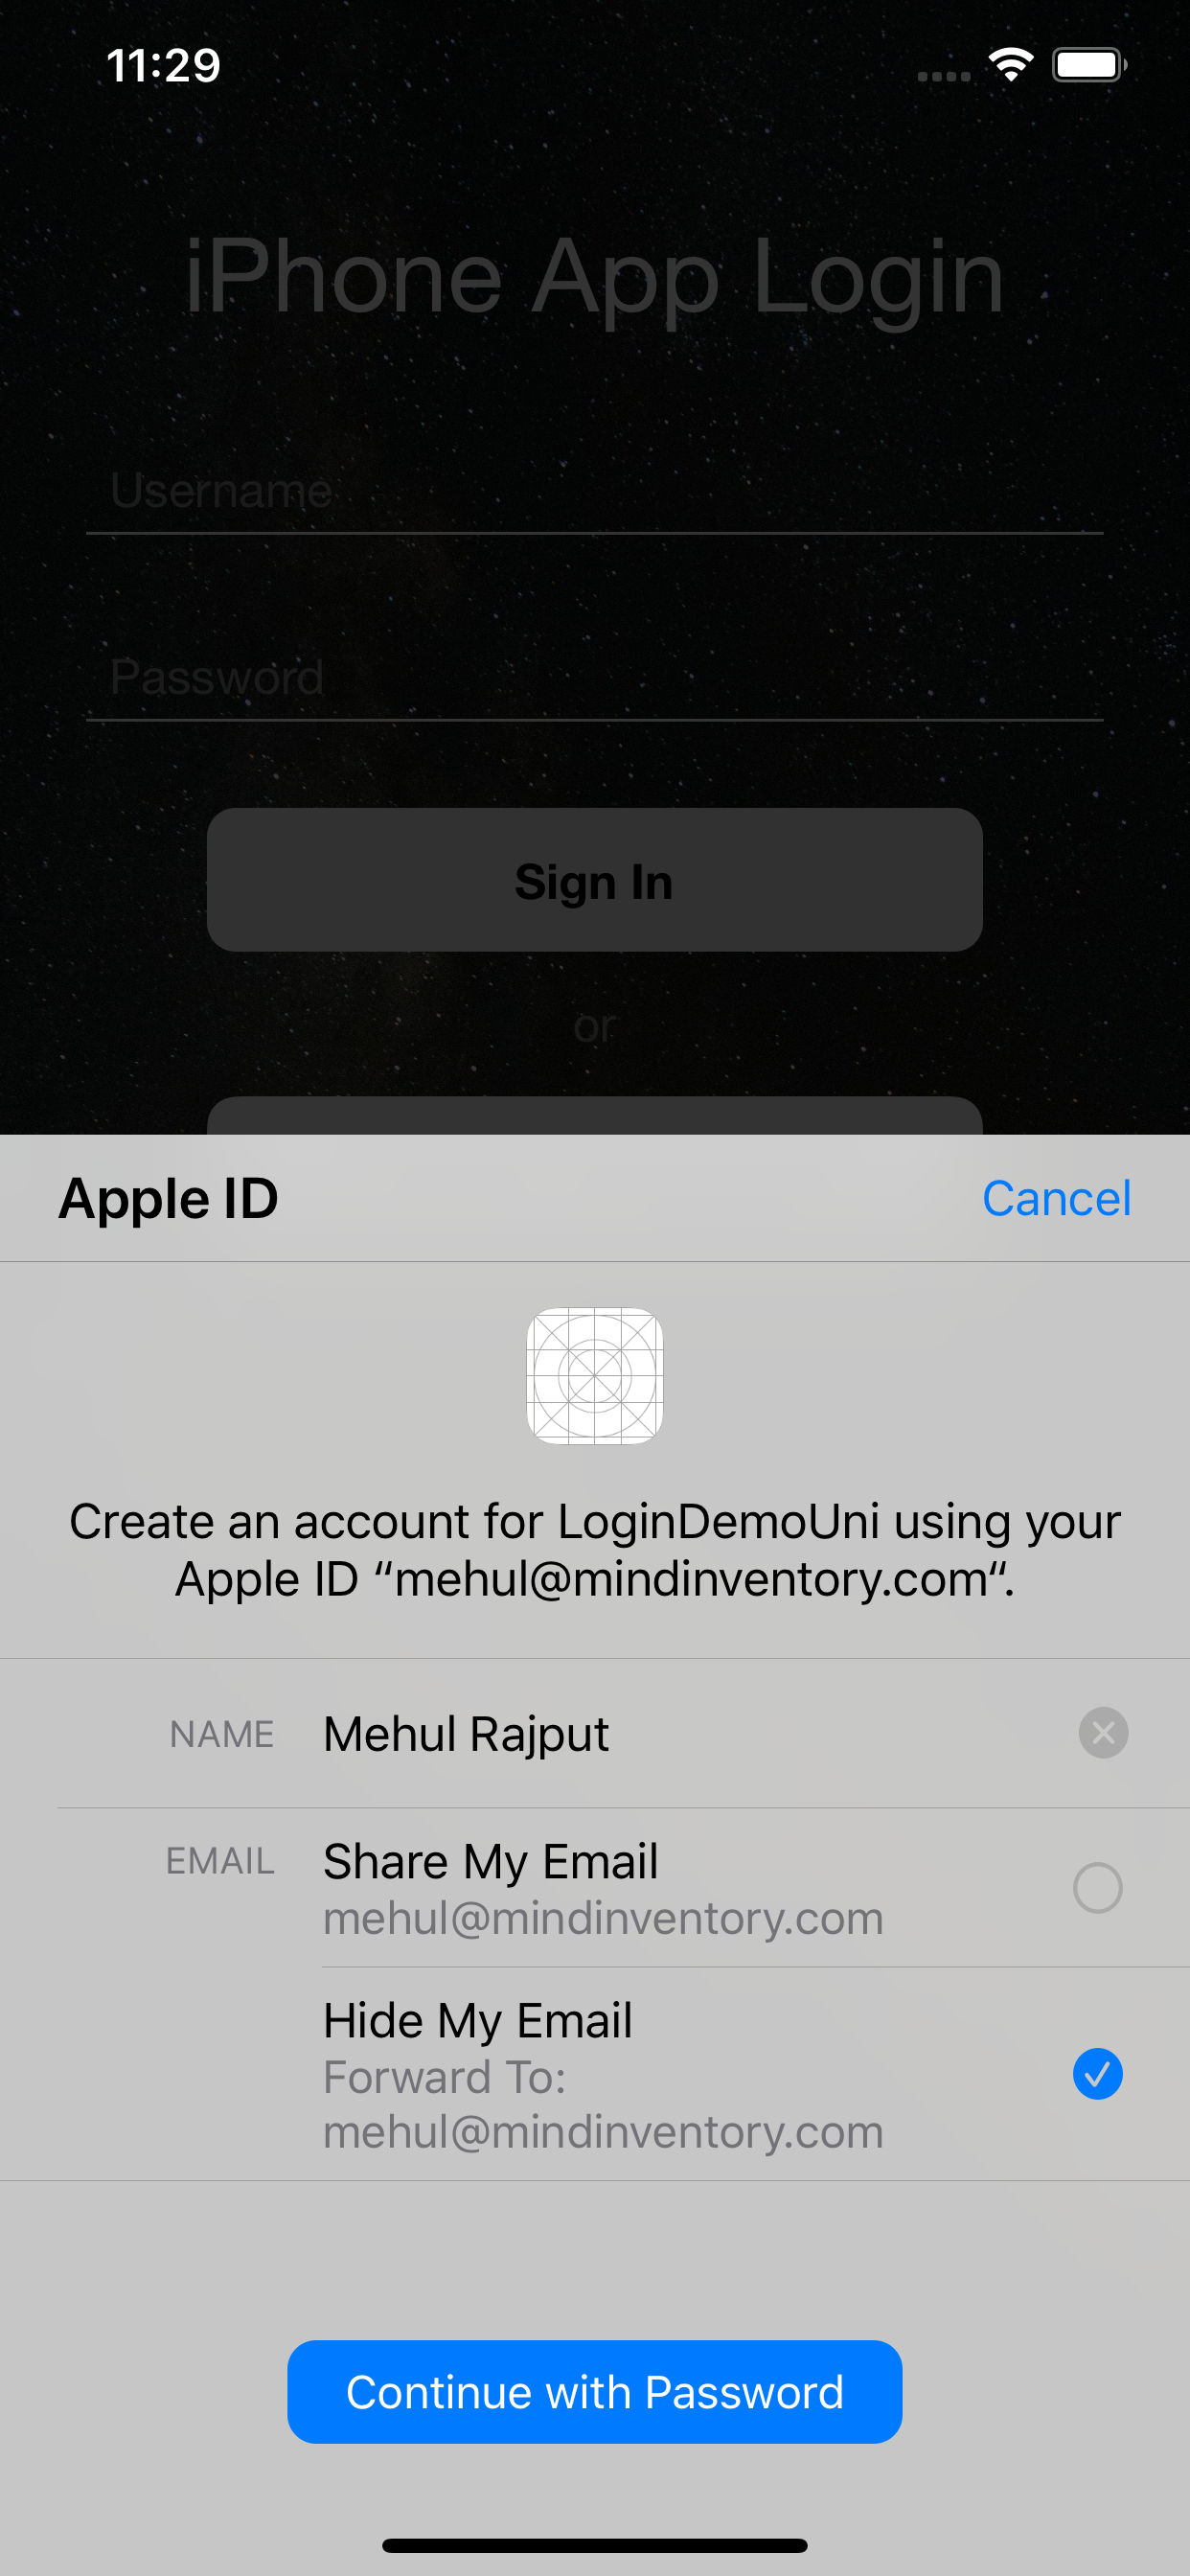 11:29
iPhone App Login
Username
Password
Sign In
or
Apple ID
Cancel
Create an account for LoginDemoUni using your
Apple ID “mehul@mindinventory.com“.
NAME
Mehul Rajput
EMAIL
Share My Email
mehul@mindinventory.com
Hide My Email
Forward To:
mehul@mindinventory.com
Continue with Password